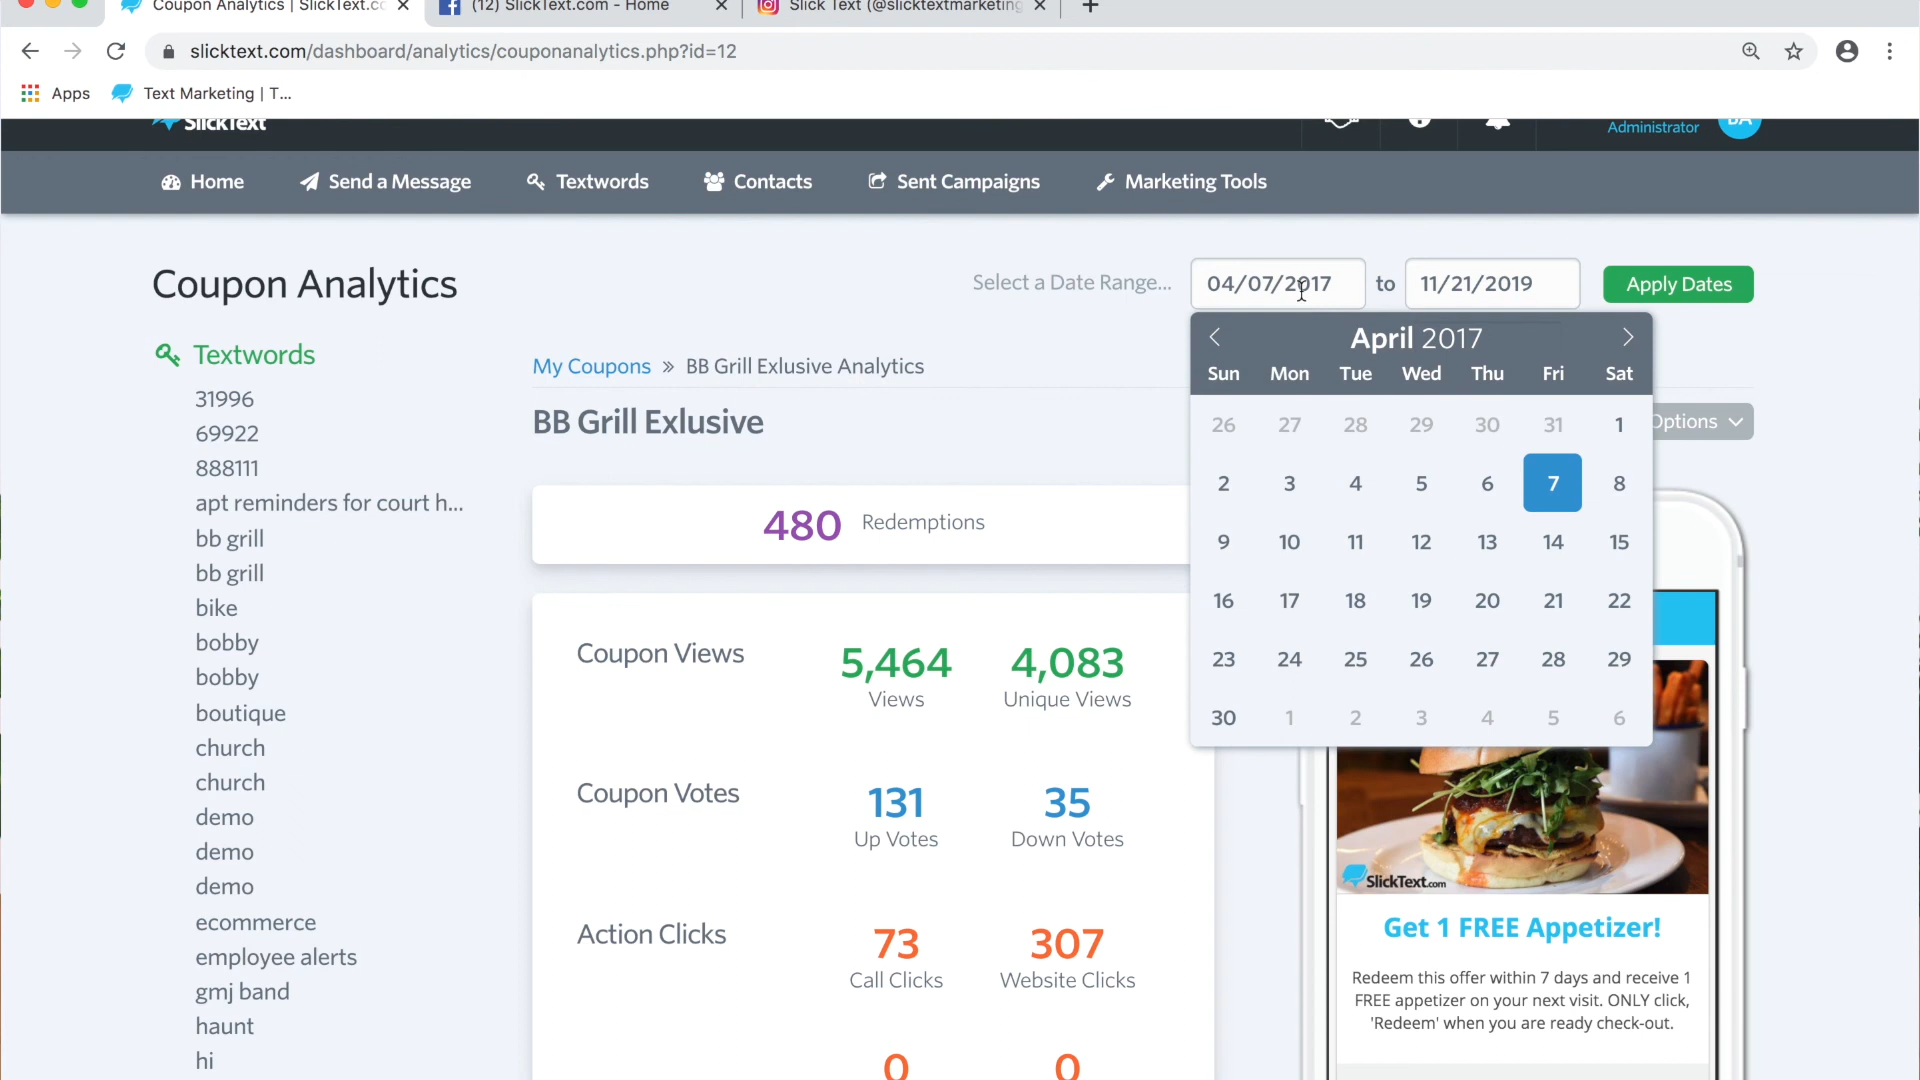 Coupon Analytics | SlickText.co
(12) SlickText.com - Home
Slick Text (@slicktextmarketing
slicktext.com/dashboard/analytics/couponanalytics.php?id=12
Apps
Text Marketing | T...
SlickText
Administrator
BA
Home
Send a Message
Textwords
Contacts
Sent Campaigns
Marketing Tools
Coupon Analytics
Select a Date Range...
04/07/2017
to
11/21/2019
Apply Dates
April 2017
Sun Mon Tue Wed Thu Fri Sat
26 27 28 29 30 31 1
2 3 4 5 6 7 8
9 10 11 12 13 14 15
16 17 18 19 20 21 22
23 24 25 26 27 28 29
30 1 2 3 4 5 6
Textwords
31996
69922
888111
apt reminders for court h...
bb grill
bb grill
bike
bobby
bobby
boutique
church
church
demo
demo
demo
ecommerce
employee alerts
gmj band
haunt
hi
My Coupons » BB Grill Exlusive Analytics
BB Grill Exlusive
Options
480 Redemptions
Coupon Views
5,464 4,083
Views Unique Views
Coupon Votes
131 35
Up Votes Down Votes
Action Clicks
73 307
Call Clicks Website Clicks
0 0
SlickText.com
Get 1 FREE Appetizer!
Redeem this offer within 7 days and receive 1
FREE appetizer on your next visit. ONLY click,
'Redeem' when you are ready check-out.